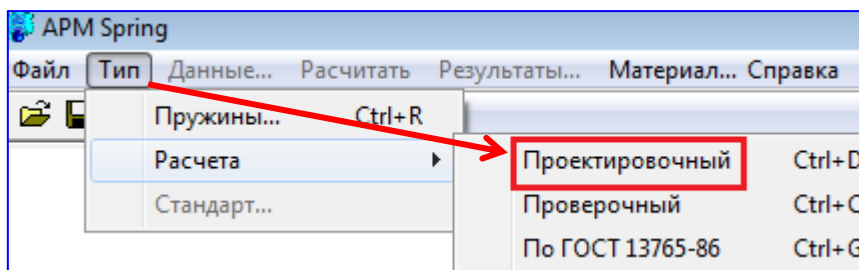 APM Spring
Файл Тип Данные... Расчитать Результаты... Материал... Справка
Пружины... Ctrl+R
Расчета
Проектировочный Ctrl+D
Стандарт...
Проверочный Ctrl+C
По ГОСТ 13765-86 Ctrl+G